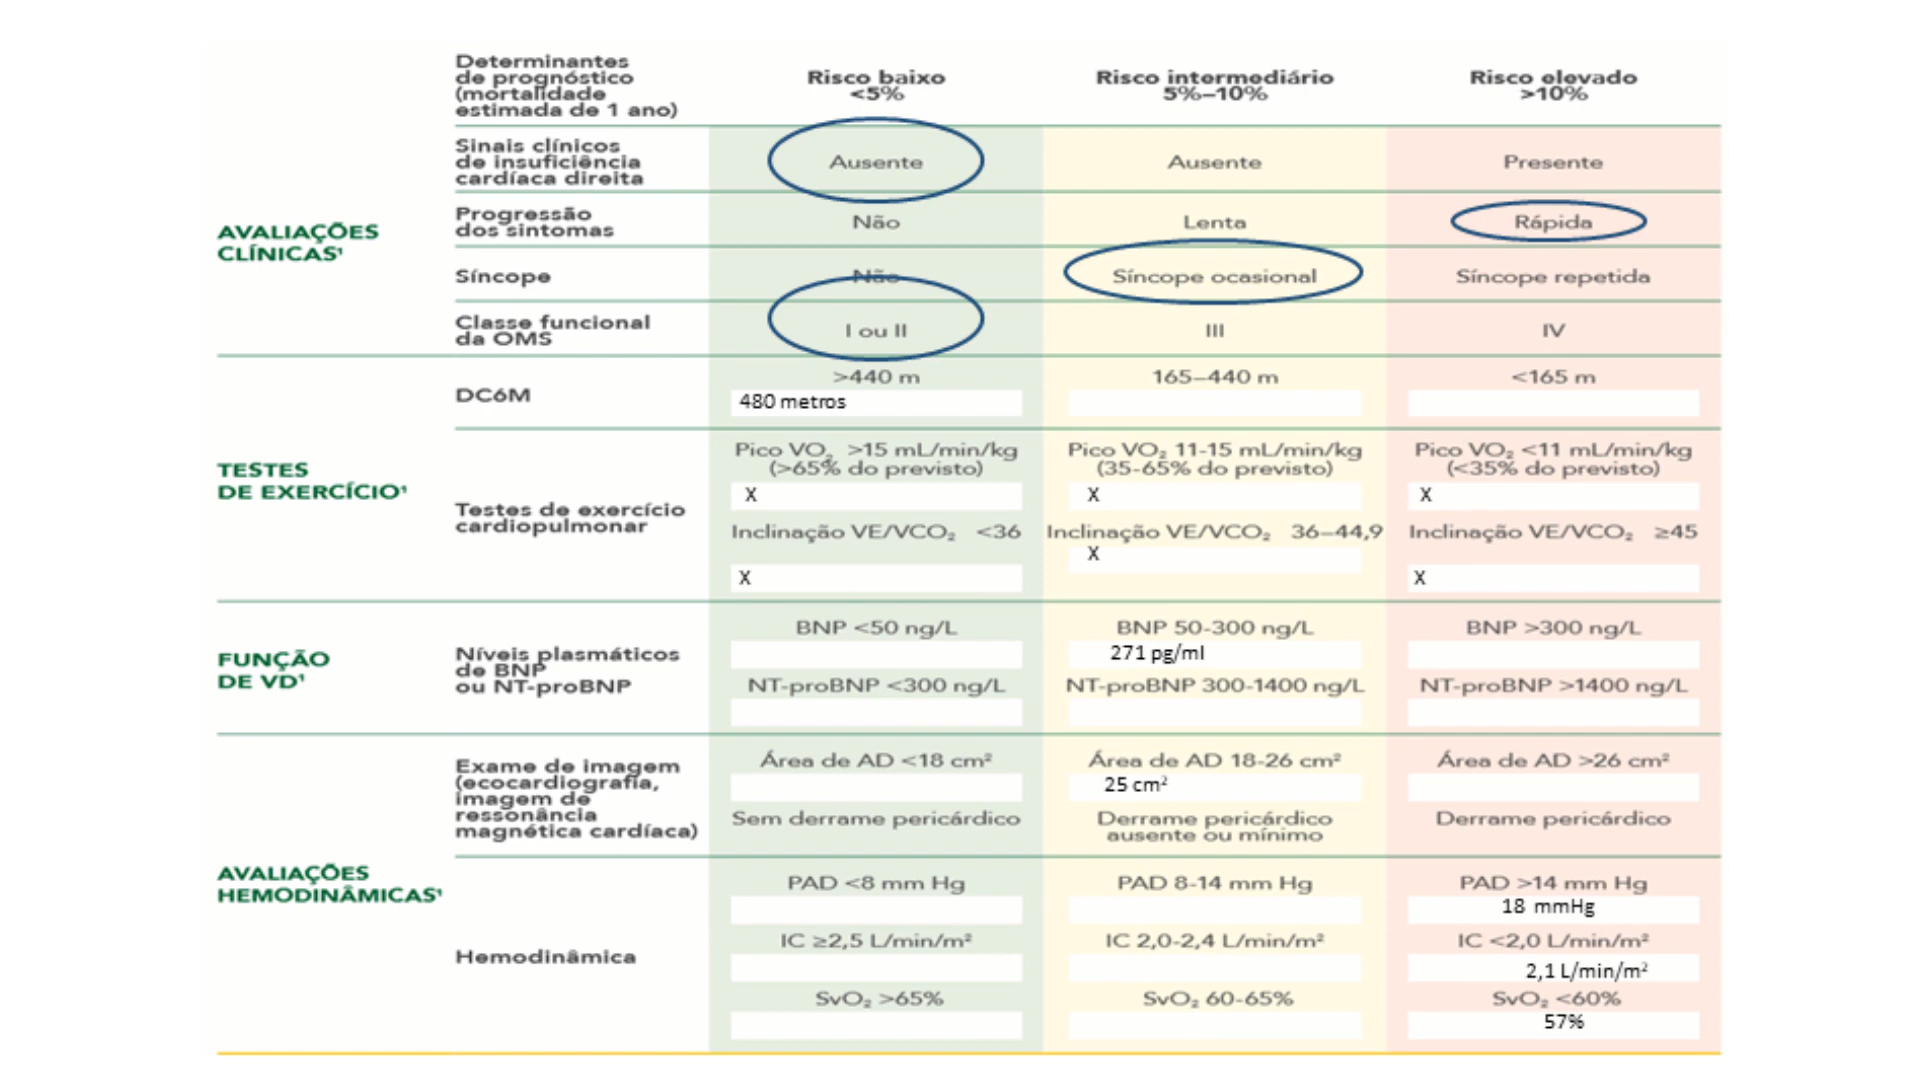 Determinantes
de prognóstico
(mortalidade
estimada de 1 ano)
Risco baixo
<5%
Risco intermediário
5%–10%
Risco elevado
>10%
AVALIAÇÕES
CLÍNICAS¹
Sinais clínicos
de insuficiência
cardíaca direita
Ausente
Ausente
Presente
Progressão
dos sintomas
Não
Lenta
Rápida
Síncope
Não
Síncope ocasional
Síncope repetida
Classe funcional
da OMS
I ou II
III
IV
TESTES
DE EXERCÍCIO¹
DC6M
>440 m
480 metros
165–440 m
<165 m
Testes de exercício
cardiopulmonar
Pico VO₂ >15 mL/min/kg
(>65% do previsto)
X
Inclinação VE/VCO₂ <36
X
Pico VO₂ 11-15 mL/min/kg
(35-65% do previsto)
X
Inclinação VE/VCO₂ 36–44,9
X
Pico VO₂ <11 mL/min/kg
(<35% do previsto)
X
Inclinação VE/VCO₂ ≥45
X
FUNÇÃO
DE VD¹
Níveis plasmáticos
de BNP
ou NT-proBNP
BNP <50 ng/L
NT-proBNP <300 ng/L
BNP 50-300 ng/L
271 pg/ml
NT-proBNP 300-1400 ng/L
BNP >300 ng/L
NT-proBNP >1400 ng/L
AVALIAÇÕES
HEMODINÂMICAS¹
Exame de imagem
(ecocardiografia,
imagem de
ressonância
magnética cardíaca)
Área de AD <18 cm²
Sem derrame pericárdico
Área de AD 18-26 cm²
25 cm²
Derrame pericárdico
ausente ou mínimo
Área de AD >26 cm²
Derrame pericárdico
Hemodinâmica
PAD <8 mm Hg
IC ≥2,5 L/min/m²
SvO₂ >65%
PAD 8-14 mm Hg
IC 2,0-2,4 L/min/m²
SvO₂ 60-65%
PAD >14 mm Hg
18 mmHg
IC <2,0 L/min/m²
2,1 L/min/m²
SvO₂ <60%
57%